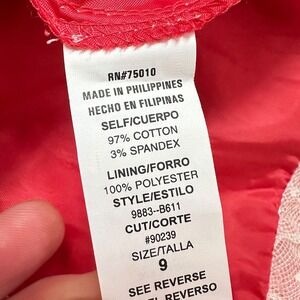 RN#75010
MADE IN PHILIPPINES
HECHO EN FILIPINAS
SELF/CUERPO
97% COTTON
3% SPANDEX
LINING/FORRO
100% POLYESTER
STYLE/ESTILO
9883--B611
CUT/CORTE
#90239
SIZE/TALLA
9
SEE REVERSE
REVERSO